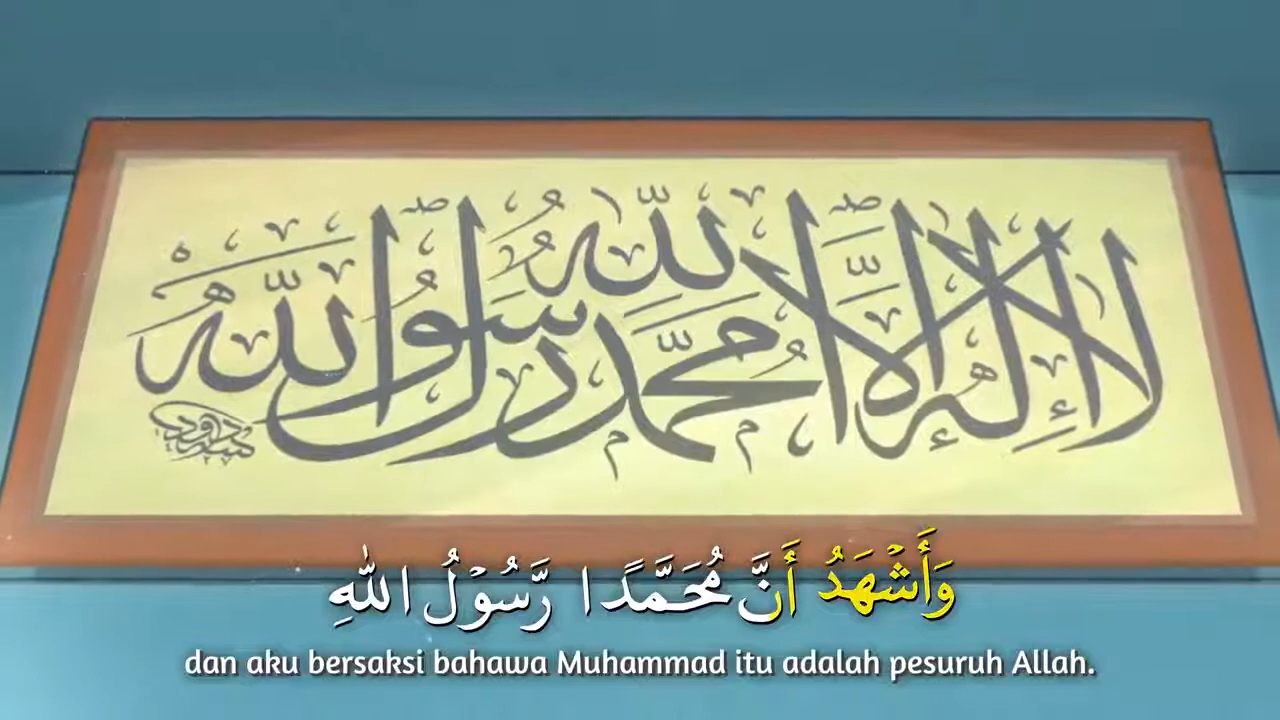 لا إله إلا الله محمد رسول الله
وَأَشْهَدُ أَنَّ مُحَمَّدًا رَّسُوْلُ اللهِ
dan aku bersaksi bahawa Muhammad itu adalah pesuruh Allah.